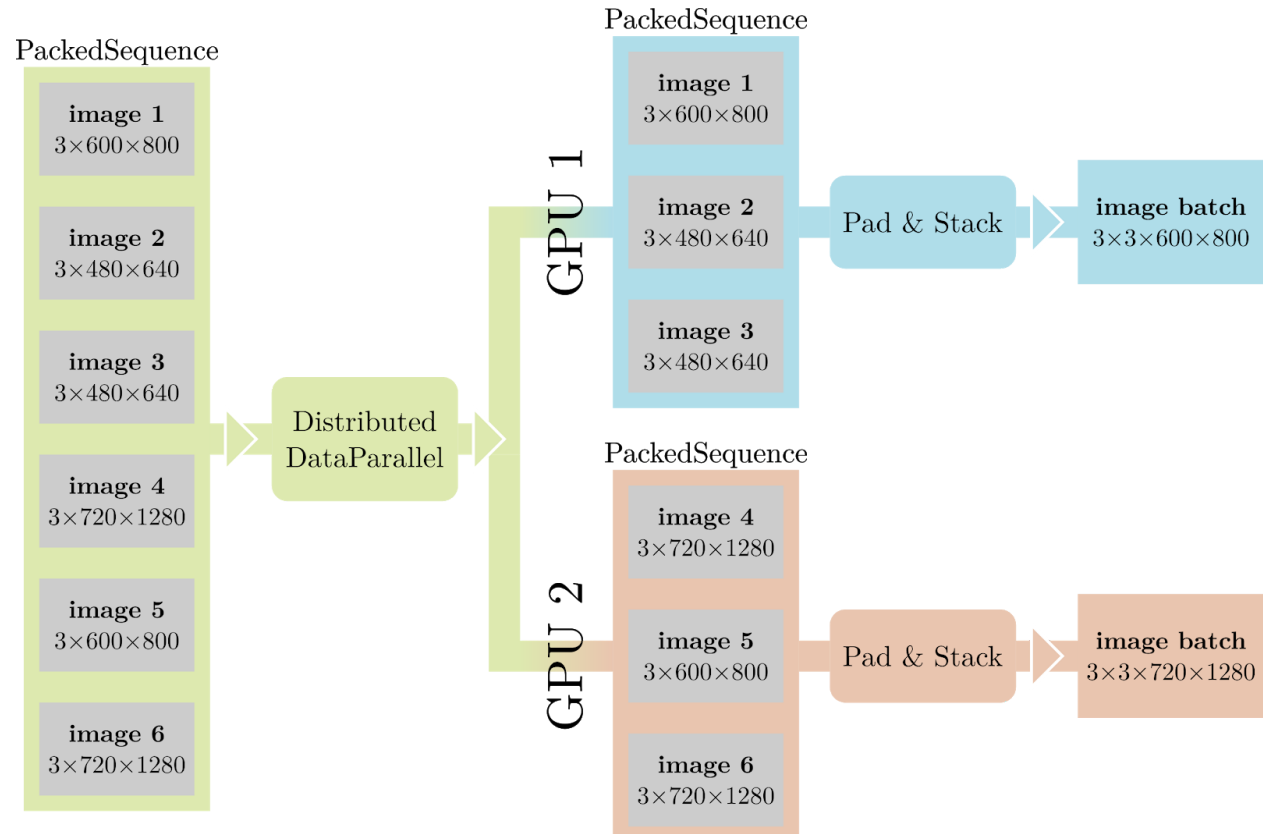 PackedSequence
image 1
3×600×800
image 2
3×480×640
image 3
3×480×640
image 4
3×720×1280
image 5
3×600×800
image 6
3×720×1280
Distributed
DataParallel
GPU 1
PackedSequence
image 1
3×600×800
image 2
3×480×640
image 3
3×480×640
Pad & Stack
image batch
3×3×600×800
GPU 2
PackedSequence
image 4
3×720×1280
image 5
3×600×800
image 6
3×720×1280
Pad & Stack
image batch
3×3×720×1280